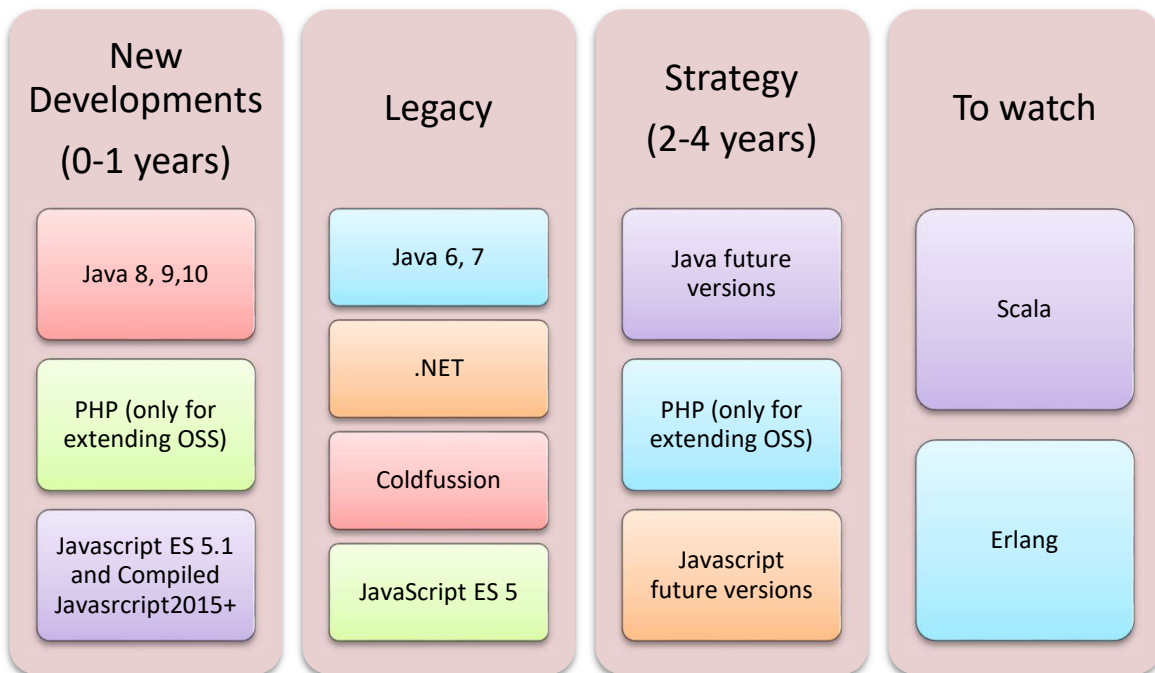 New
Developments
(0-1 years)
Java 8, 9,10
PHP (only for
extending OSS)
Javascript ES 5.1
and Compiled
Javasrcript2015+
Legacy
Java 6, 7
.NET
Coldfussion
JavaScript ES 5
Strategy
(2-4 years)
Java future
versions
PHP (only for
extending OSS)
Javascript
future versions
To watch
Scala
Erlang